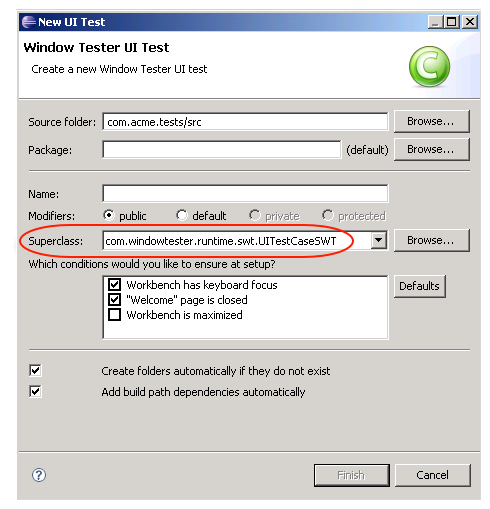 New UI Test
Window Tester UI Test
Create a new Window Tester UI test
C
Source folder: com.acme.tests/src Browse...
Package: (default) Browse...
Name:
Modifiers: public default private protected
Superclass: com.windowtester.runtime.swt.UITestCaseSWT Browse...
Which conditions would you like to ensure at setup?
Workbench has keyboard focus Defaults
"Welcome" page is closed
Workbench is maximized
Create folders automatically if they do not exist
Add build path dependencies automatically
? Finish Cancel